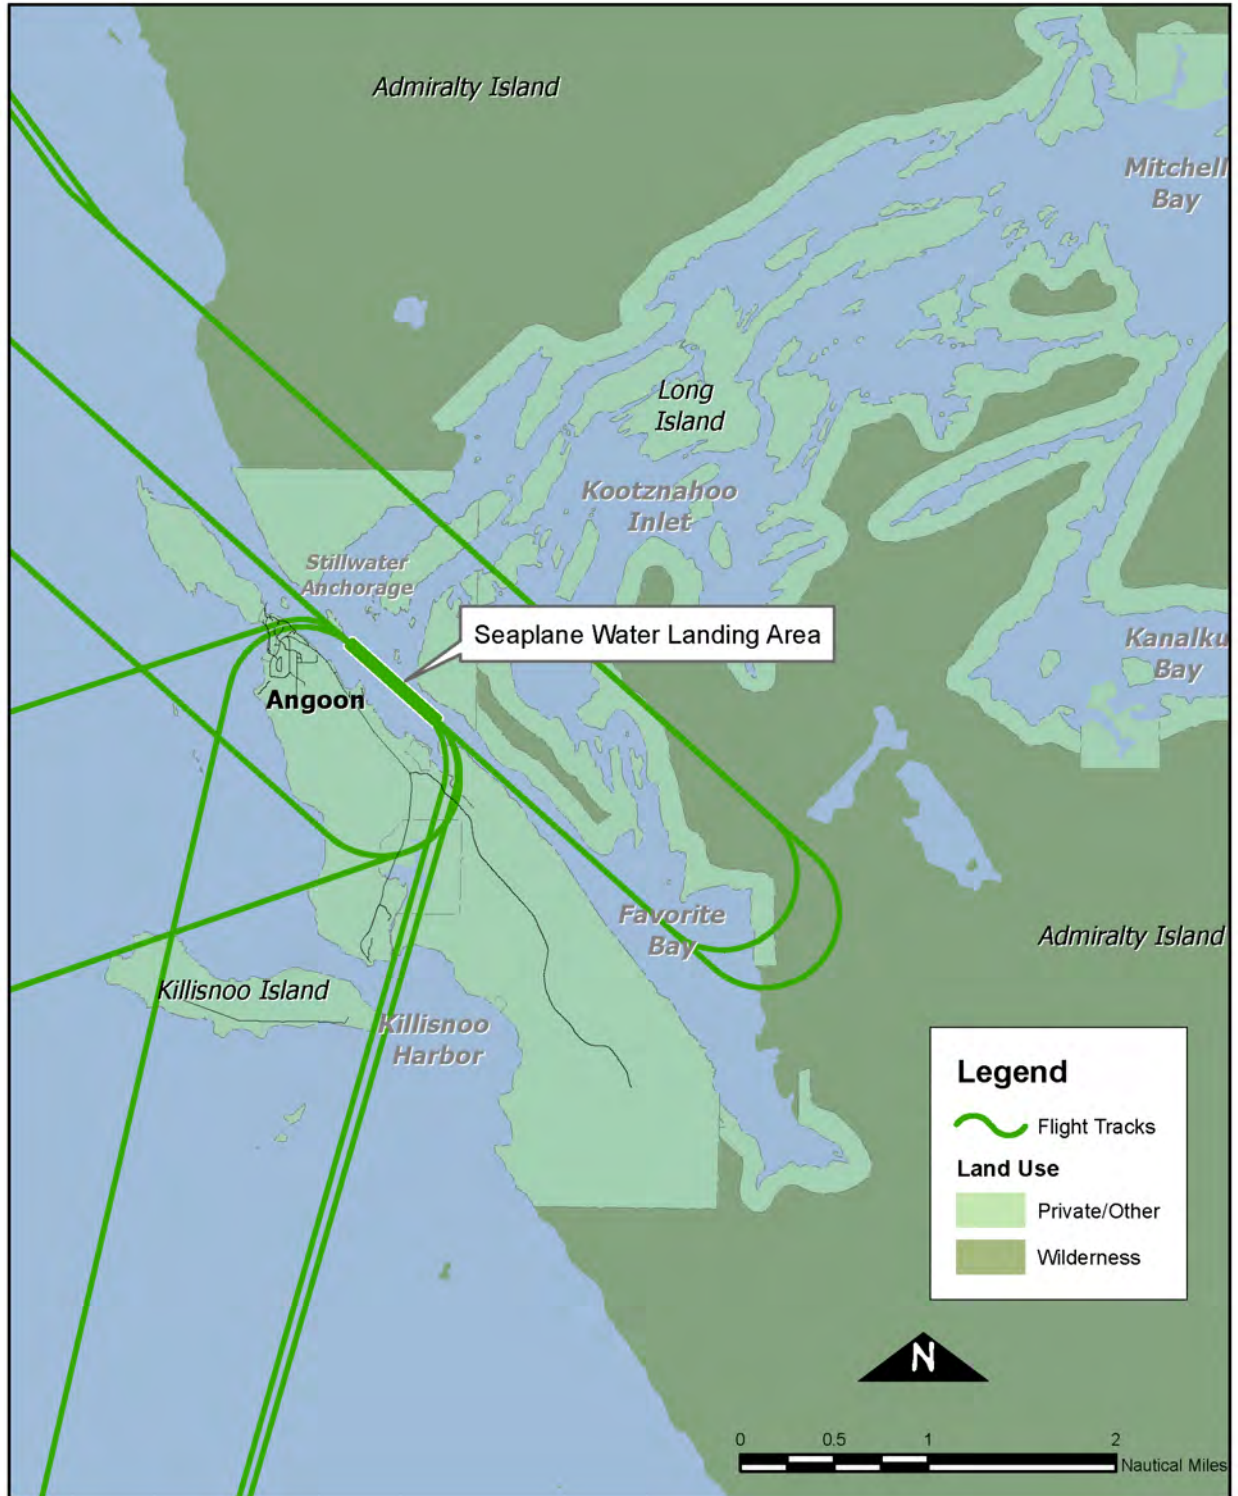 Admiralty Island
Mitchell
Bay
Long
Island
Kootznahoo
Inlet
Stillwater
Anchorage
Seaplane Water Landing Area
Kanalku
Bay
Angoon
Favorite
Bay
Admiralty Island
Killisnoo Island
Killisnoo
Harbor
Legend
Flight Tracks
Land Use
Private/Other
Wilderness
N
0 0.5 1 2
Nautical Miles